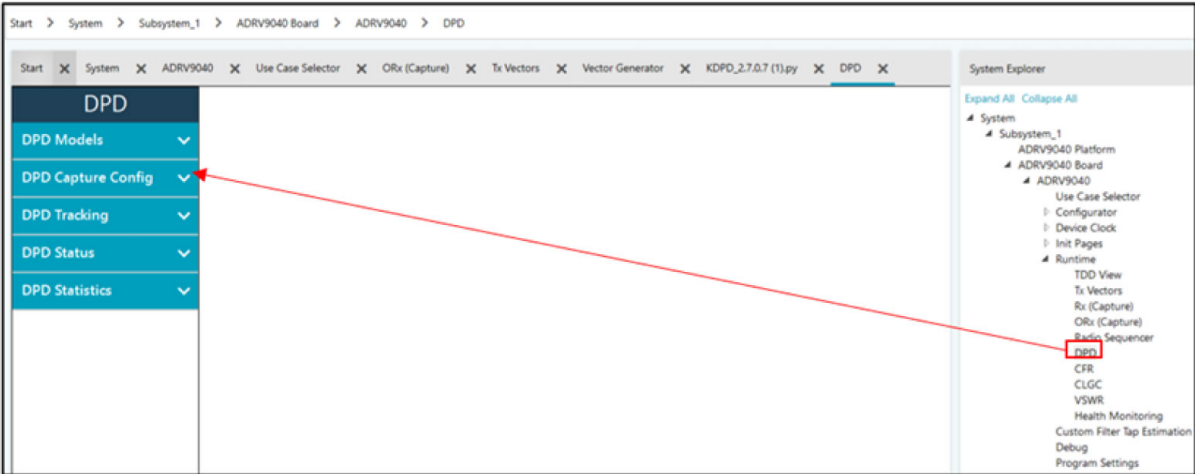 Start > System > Subsystem_1 > ADRV9040 Board > ADRV9040 > DPD
Start X System X ADRV9040 X Use Case Selector X ORx (Capture) X Tx Vectors X Vector Generator X KDPD_2.7.0.7 (1).py X DPD X
DPD
DPD Models
DPD Capture Config
DPD Tracking
DPD Status
DPD Statistics
System Explorer
Expand All Collapse All
System
Subsystem_1
ADRV9040 Platform
ADRV9040 Board
ADRV9040
Use Case Selector
Configurator
Device Clock
Init Pages
Runtime
TDD View
Tx Vectors
Rx (Capture)
ORx (Capture)
Radio Sequencer
DPD
CFR
CLGC
VSWR
Health Monitoring
Custom Filter Tap Estimation
Debug
Program Settings